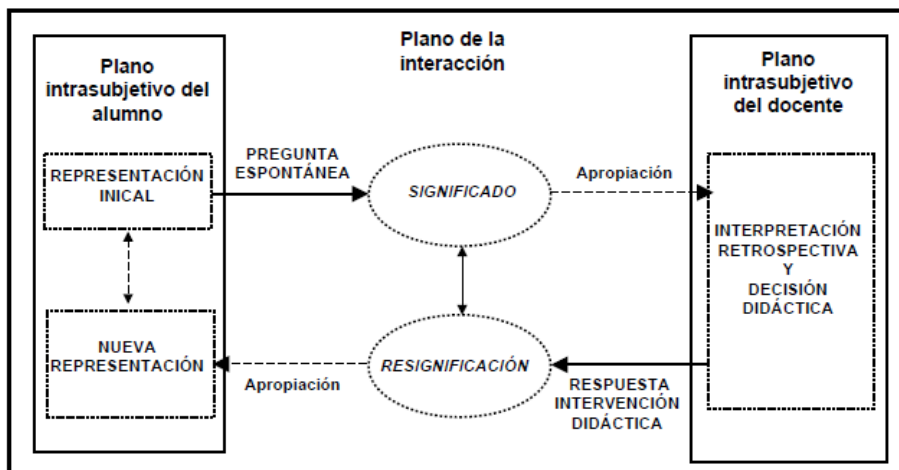 Plano
intrasubjetivo del
alumno
Plano de la
interacción
Plano
intrasubjetivo
del docente
REPRESENTACIÓN
INICAL
PREGUNTA
ESPONTÁNEA
SIGNIFICADO
Apropiación
INTERPRETACIÓN
RETROSPECTIVA
Y
DECISIÓN
DIDÁCTICA
NUEVA
REPRESENTACIÓN
Apropiación
RESIGNIFICACIÓN
RESPUESTA
INTERVENCIÓN
DIDÁCTICA